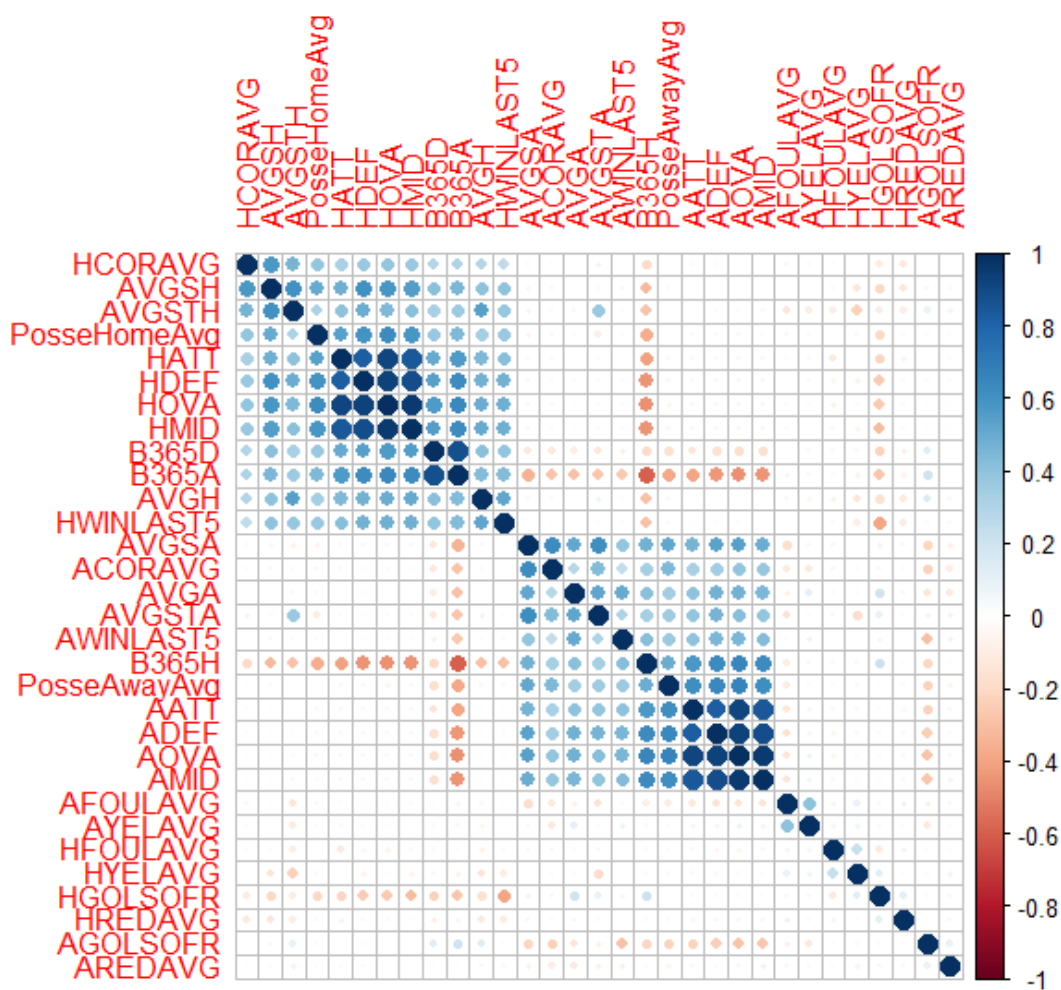 HCORAVG
AVGSH
AVGSTH
PosseHomeAvg
HATT
HDEF
HOVA
HMID
B365D
B365A
AVGH
HWINLAST5
AVGSA
ACORAVG
AVGA
AVGSTA
AWINLAST5
B365H
PosseAwayAvg
AATT
ADEF
AOVA
AMID
AFOULAVG
AYELAVG
HFOULAVG
HYELAVG
HGOLSOFR
HREDAVG
AGOLSOFR
AREDAVG
HCORAVG
AVGSH
AVGSTH
PosseHomeAvg
HATT
HDEF
HOVA
HMID
B365D
B365A
AVGH
HWINLAST5
AVGSA
ACORAVG
AVGA
AVGSTA
AWINLAST5
B365H
PosseAwayAvg
AATT
ADEF
AOVA
AMID
AFOULAVG
AYELAVG
HFOULAVG
HYELAVG
HGOLSOFR
HREDAVG
AGOLSOFR
AREDAVG
1
0.8
0.6
0.4
0.2
0
-0.2
-0.4
-0.6
-0.8
-1